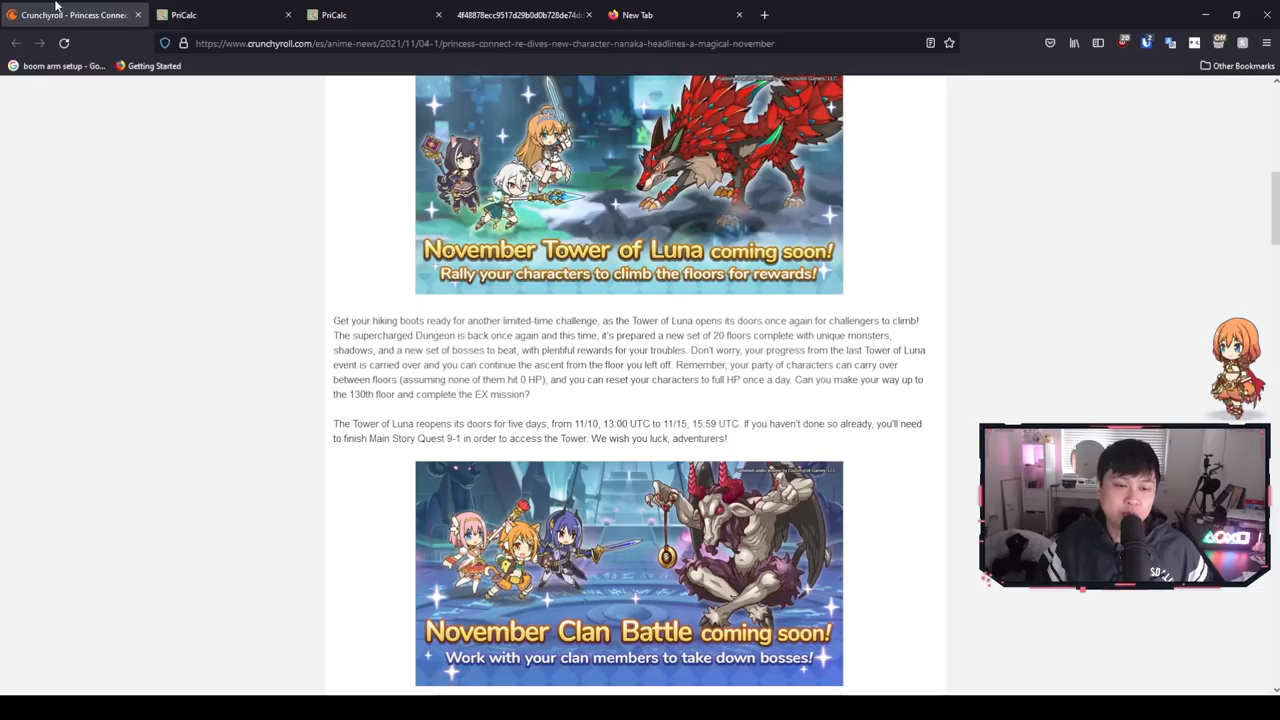 Crunchyroll - Princess Connec
PriCalc
PriCalc
4f48878ecc9517d29b0d0b728de74d
New Tab
https://www.crunchyroll.com/es/anime-news/2021/11/04-1/princess-connect-re-dives-new-character-nanaka-headlines-a-magical-november
20
2
Off
boom arm setup - Go...
Getting Started
Other Bookmarks
November Tower of Luna coming soon!
Rally your characters to climb the floors for rewards!
Get your hiking boots ready for another limited-time challenge, as the Tower of Luna opens its doors once again for challengers to climb!
The supercharged Dungeon is back once again and this time, it's prepared a new set of 20 floors complete with unique monsters,
shadows, and a new set of bosses to beat, with plentiful rewards for your troubles. Don't worry, your progress from the last Tower of Luna
event is carried over and you can continue the ascent from the floor you left off. Remember, your party of characters can carry over
between floors (assuming none of them hit 0 HP), and you can reset your characters to full HP once a day. Can you make your way up to
the 130th floor and complete the EX mission?
The Tower of Luna reopens its doors for five days, from 11/10, 13:00 UTC to 11/15, 15:59 UTC. If you haven't done so already, you'll need
to finish Main Story Quest 9-1 in order to access the Tower. We wish you luck, adventurers!
November Clan Battle coming soon!
Work with your clan members to take down bosses!